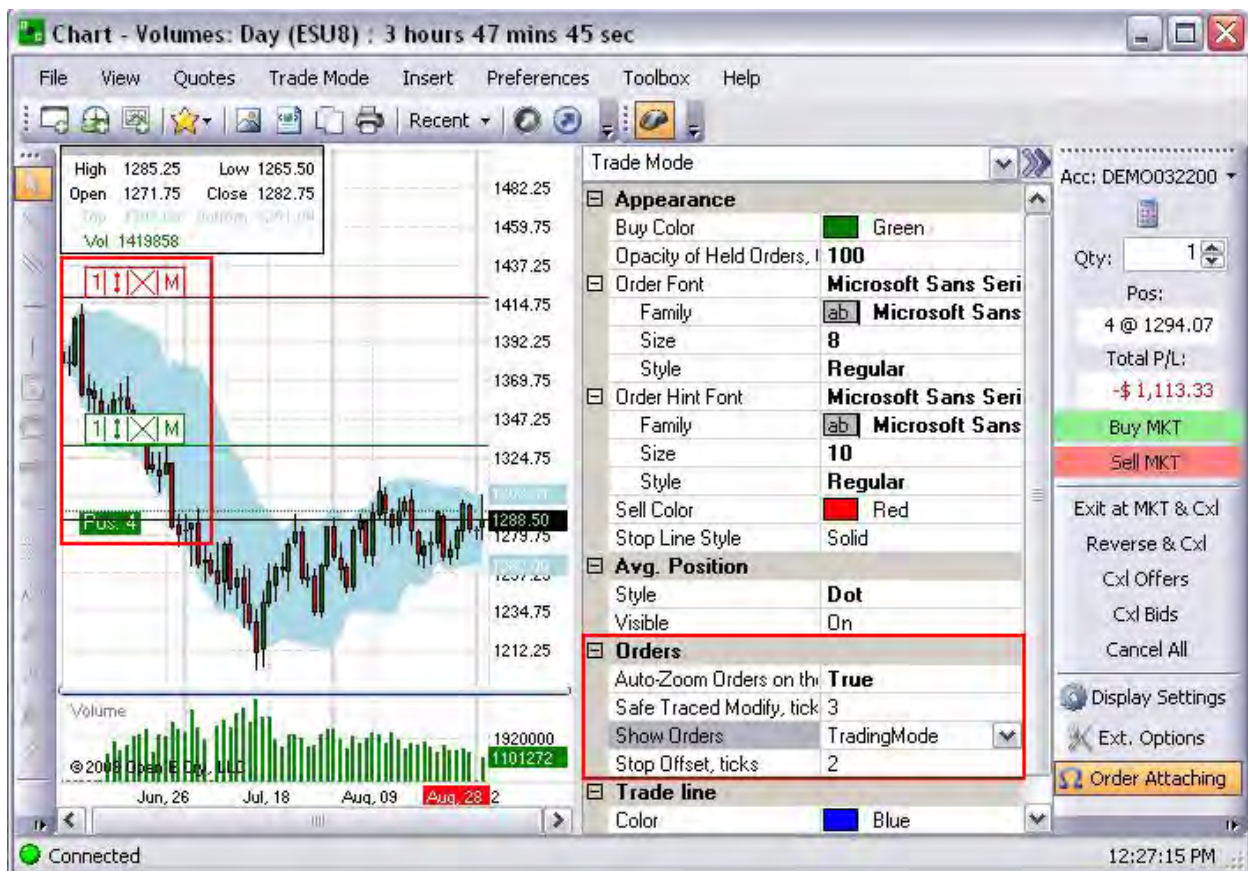 Chart - Volumes: Day (ESU8) : 3 hours 47 mins 45 sec
File View Quotes Trade Mode Insert Preferences Toolbox Help
Recent
High 1285.25 Low 1265.50
Open 1271.75 Close 1282.75
Vol 1419858
1 M
1 M
Pos. 4
1482.25
1459.75
1437.25
1414.75
1392.25
1369.75
1347.25
1324.75
1288.50
1279.75
1257.25
1234.75
1212.25
Volume
1920000
1101272
Jun, 26 Jul, 18 Aug, 09 Aug, 28 2
Trade Mode
Appearance
Buy Color Green
Opacity of Held Orders, 100
Order Font Microsoft Sans Seri
Family ab Microsoft Sans
Size 8
Style Regular
Order Hint Font Microsoft Sans Seri
Family ab Microsoft Sans
Size 10
Style Regular
Sell Color Red
Stop Line Style Solid
Avg. Position
Style Dot
Visible On
Orders
Auto-Zoom Orders on the True
Safe Traced Modify, tick 3
Show Orders TradingMode
Stop Offset, ticks 2
Trade line
Color Blue
Acc: DEMO032200
Qty: 1
Pos:
4 @ 1294.07
Total P/L:
-$ 1,113.33
Buy MKT
Sell MKT
Exit at MKT & Cxl
Reverse & Cxl
Cxl Offers
Cxl Bids
Cancel All
Display Settings
Ext. Options
Order Attaching
Connected 12:27:15 PM